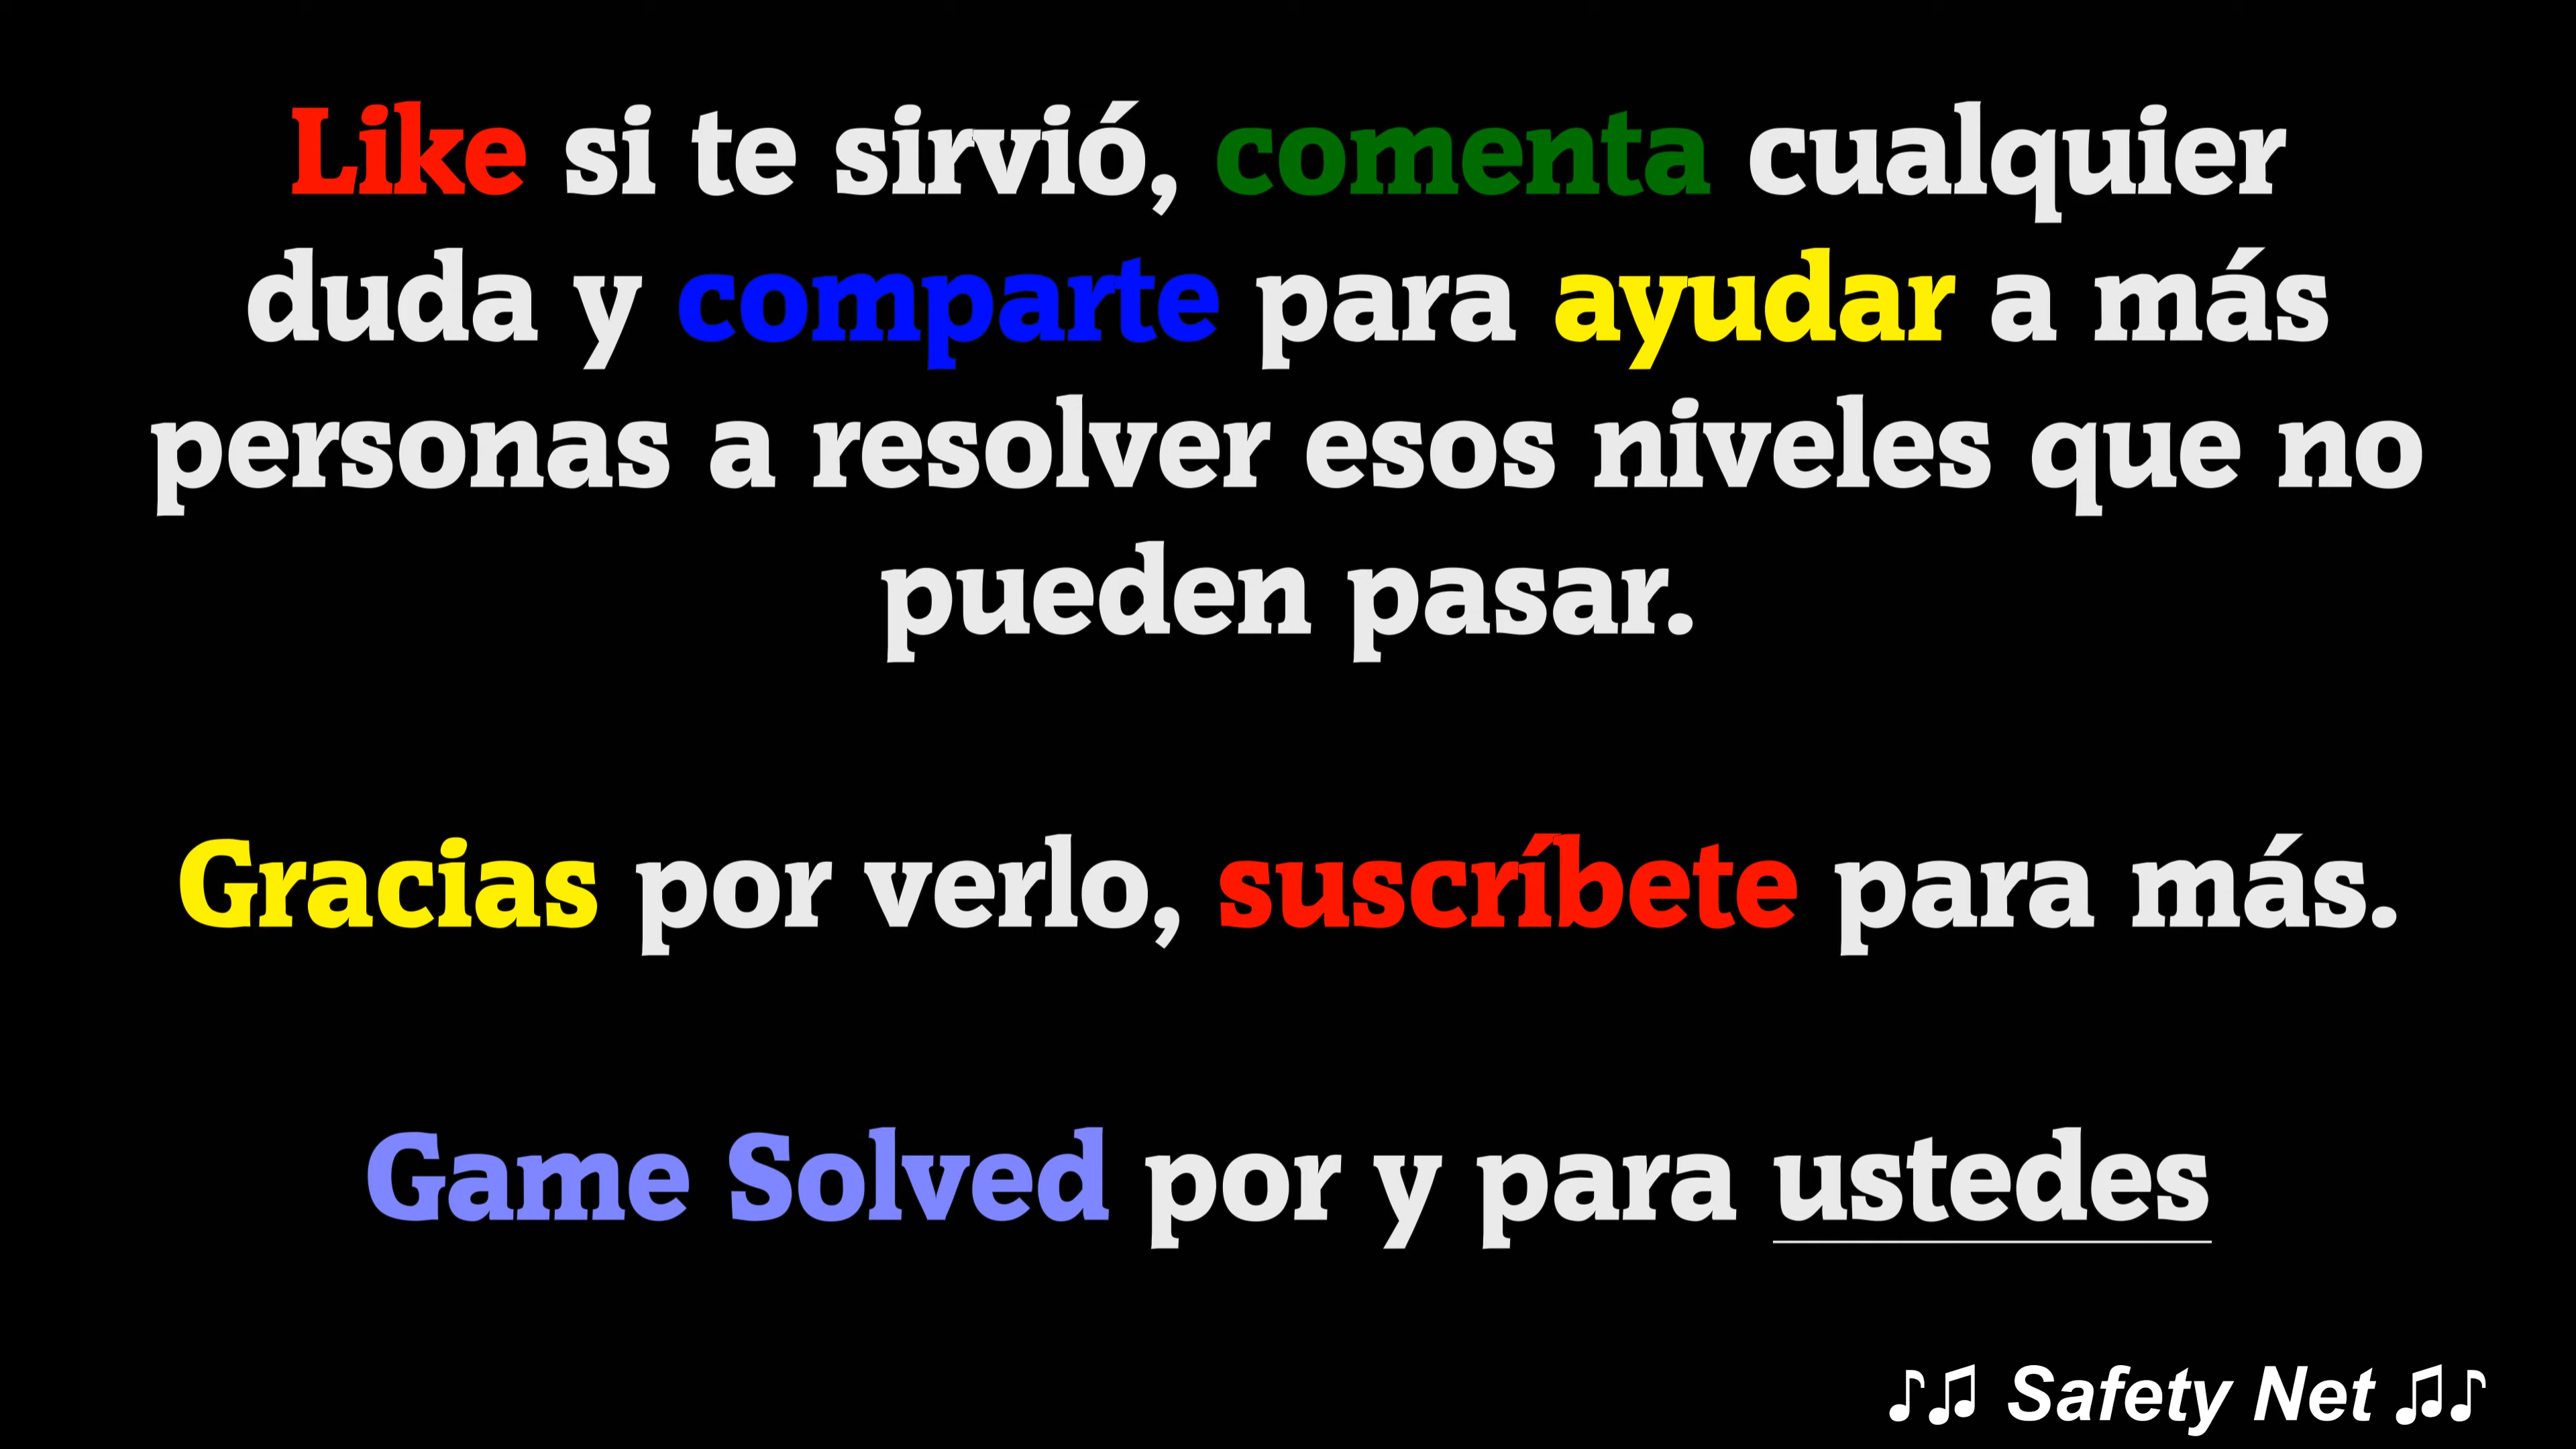 Like si te sirvió, comenta cualquier
duda y comparte para ayudar a más
personas a resolver esos niveles que no
pueden pasar.
Gracias por verlo, suscríbete para más.
Game Solved por y para ustedes
♪♫ Safety Net ♫♪